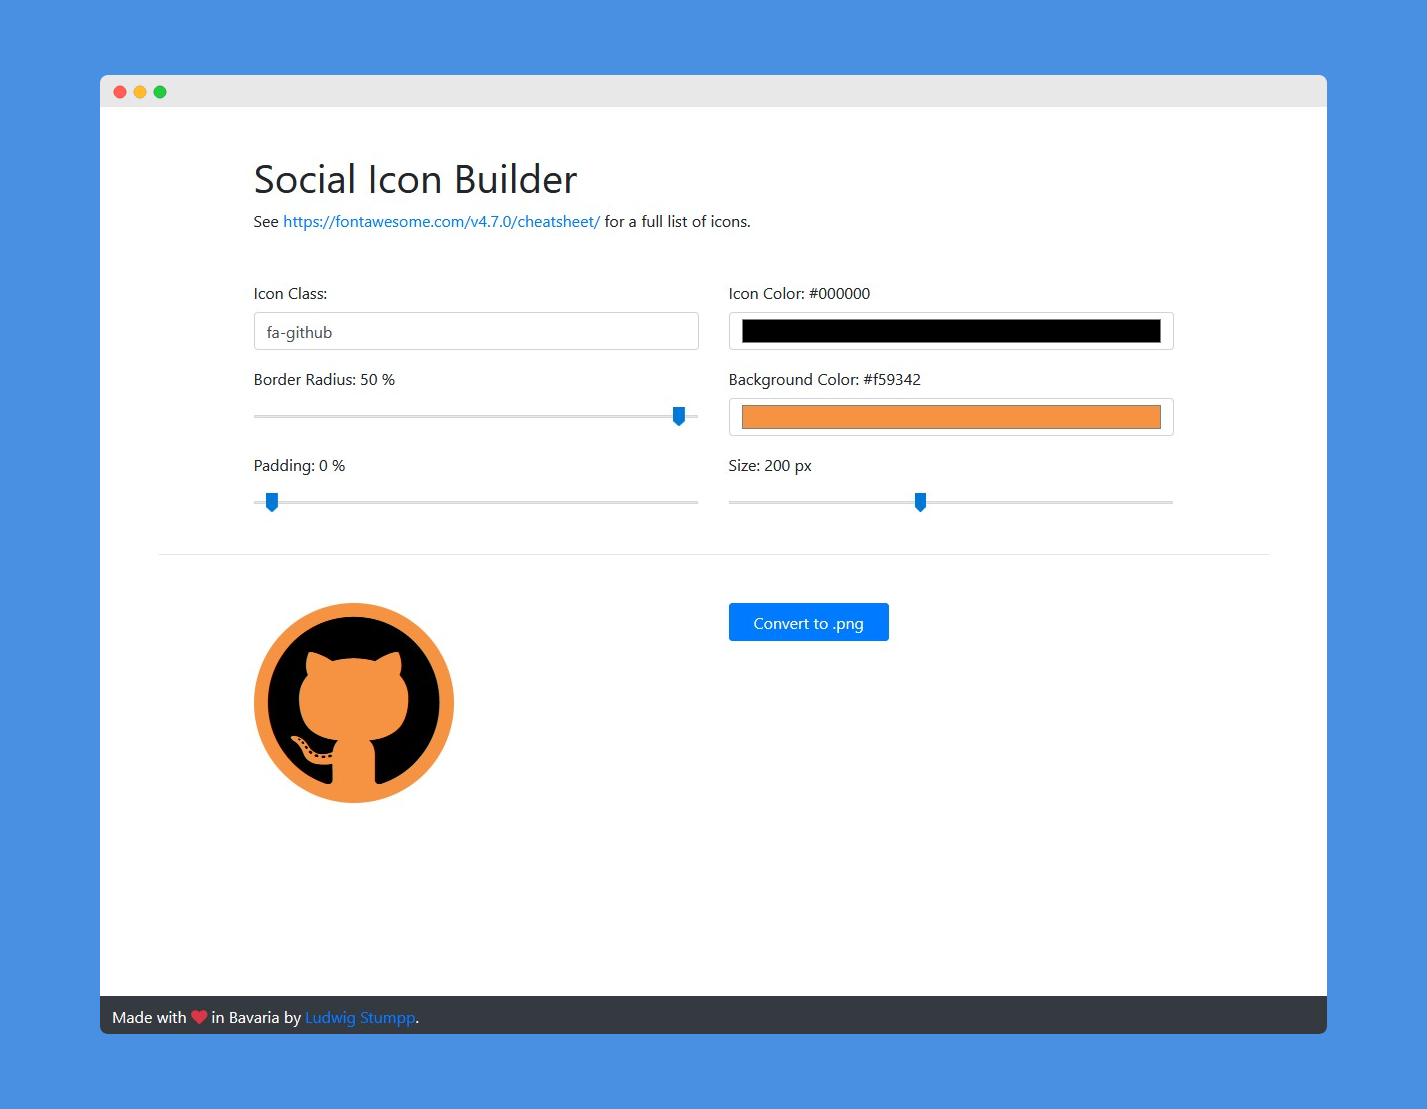 Social Icon Builder
See https://fontawesome.com/v4.7.0/cheatsheet/ for a full list of icons.
Icon Class:
fa-github
Icon Color: #000000
Border Radius: 50 %
Background Color: #f59342
Padding: 0 %
Size: 200 px
Convert to .png
Made with ❤ in Bavaria by Ludwig Stumpp.